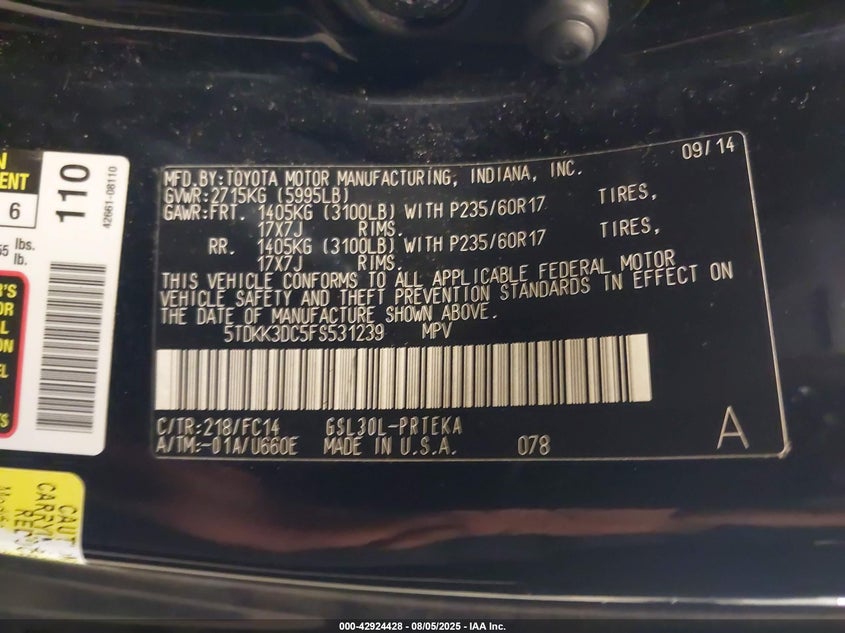 09/14
MFD.BY:TOYOTA MOTOR MANUFACTURING, INDIANA, INC.
GVWR:2715KG (5995LB)
GAWR:FRT. 1405KG (3100LB) WITH P235/60R17 TIRES,
17X7J RIMS.
RR. 1405KG (3100LB) WITH P235/60R17 TIRES,
17X7J RIMS.
THIS VEHICLE CONFORMS TO ALL APPLICABLE FEDERAL MOTOR
VEHICLE SAFETY AND THEFT PREVENTION STANDARDS IN EFFECT ON
THE DATE OF MANUFACTURE SHOWN ABOVE.
5TDKK3DC5FS531239 MPV
C/TR:218/FC14 GSL30L-PRTEKA
A/TM:-01A/U660E MADE IN U.S.A. 078 A
6
lbs.
lb.
110
42661-08110
000-42924428 - 08/05/2025 - IAA Inc.